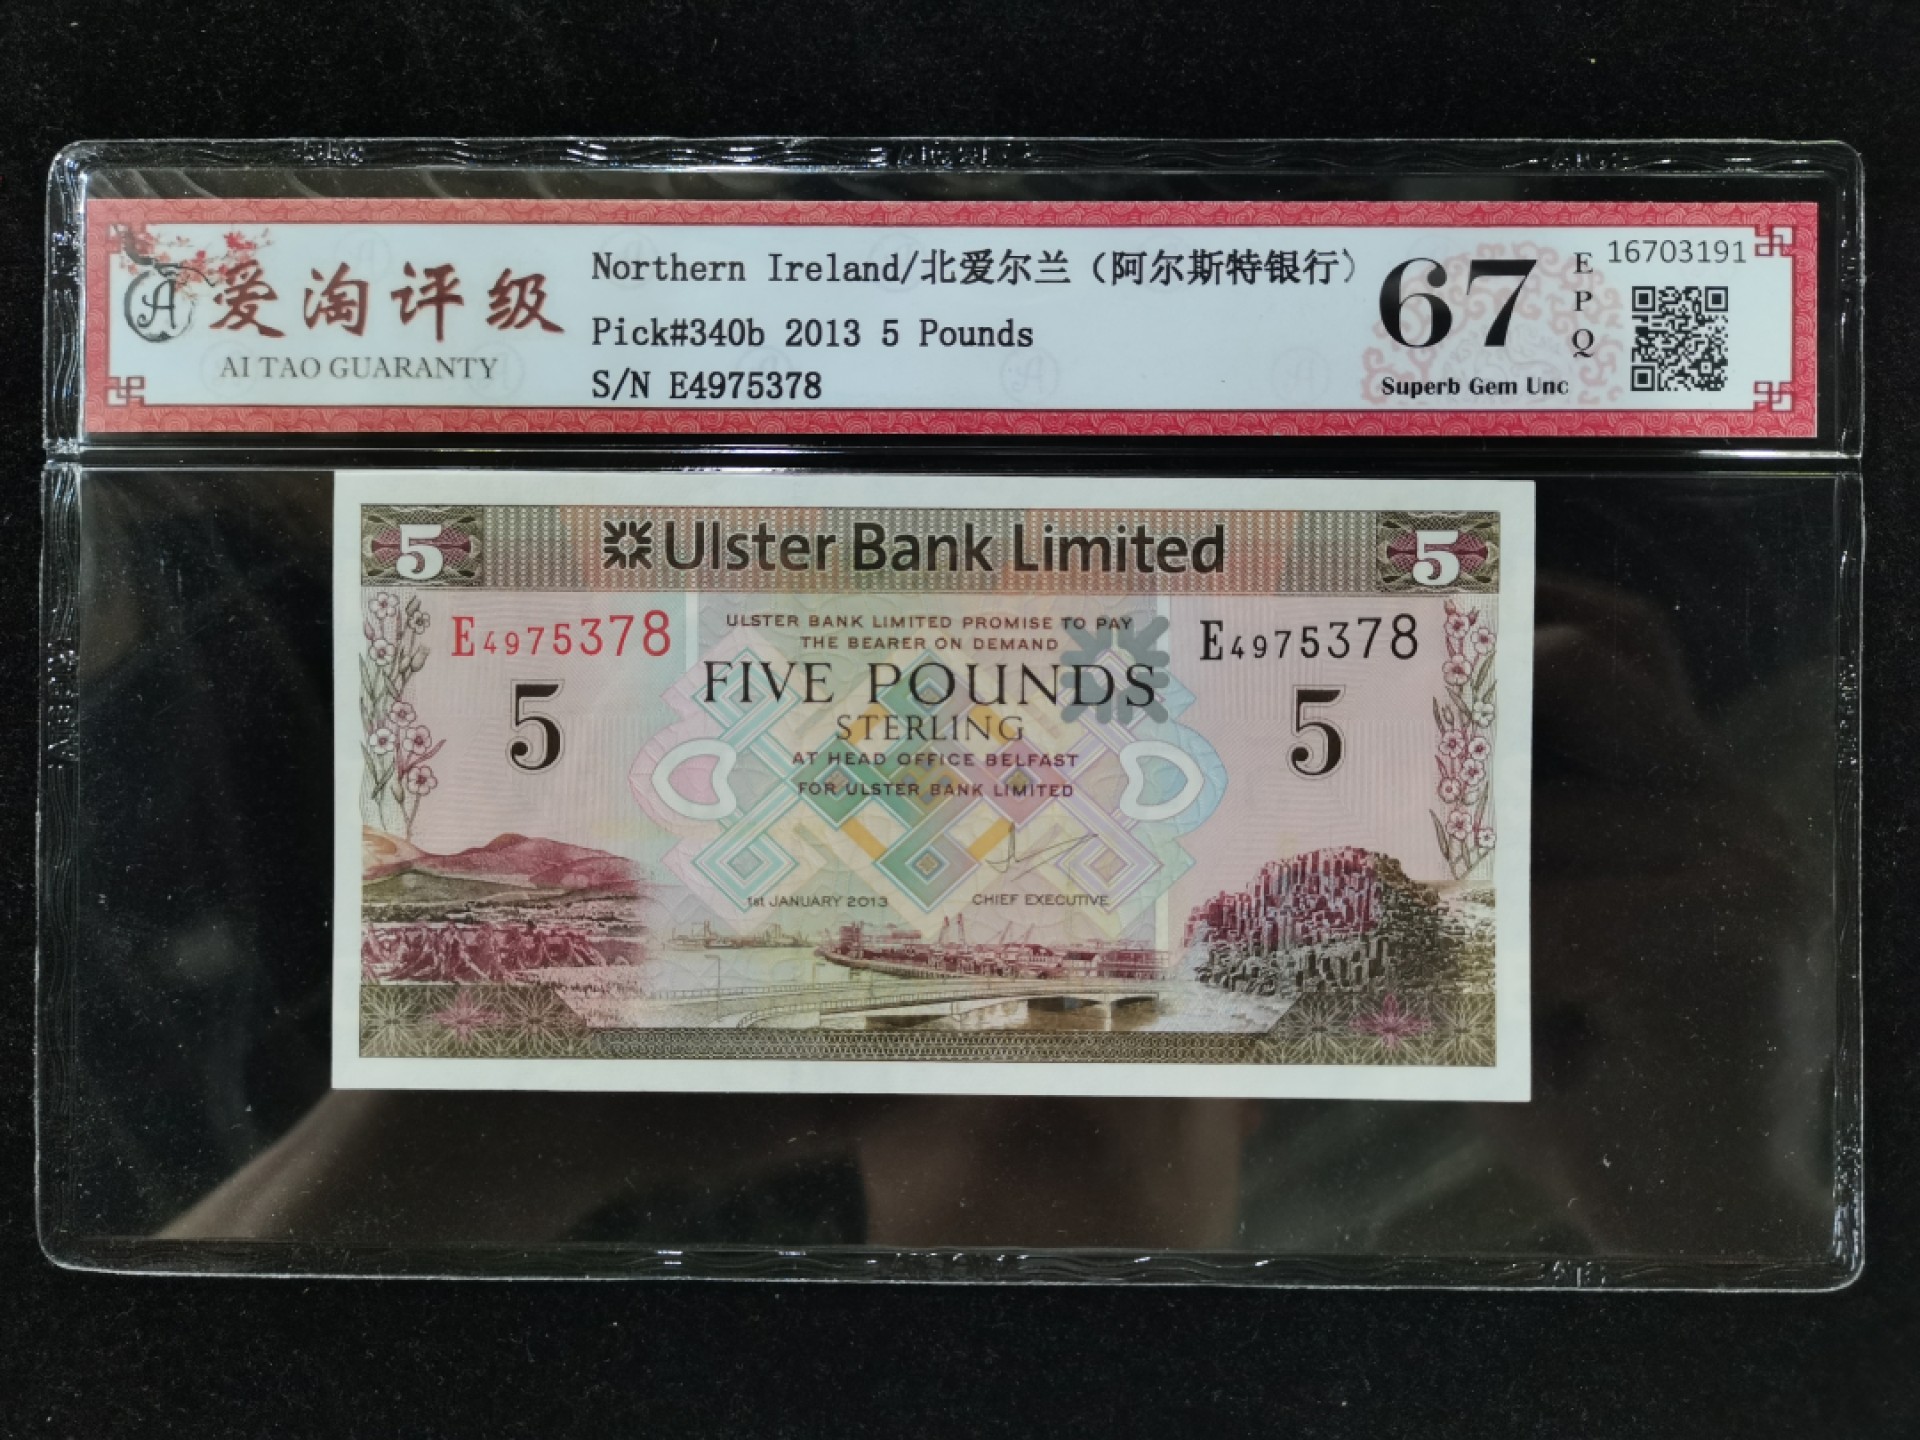 爱淘评级
AI TAO GUARANTY
Northern Ireland/北爱尔兰（阿尔斯特银行）
Pick#340b 2013 5 Pounds
S/N E4975378
67
EPQ
Superb Gem Unc
16703191
5 Ulster Bank Limited 5
E4975378
E4975378
ULSTER BANK LIMITED PROMISE TO PAY
THE BEARER ON DEMAND
FIVE POUNDS
STERLING
AT HEAD OFFICE BELFAST
FOR ULSTER BANK LIMITED
5
5
1st JANUARY 2013
CHIEF EXECUTIVE